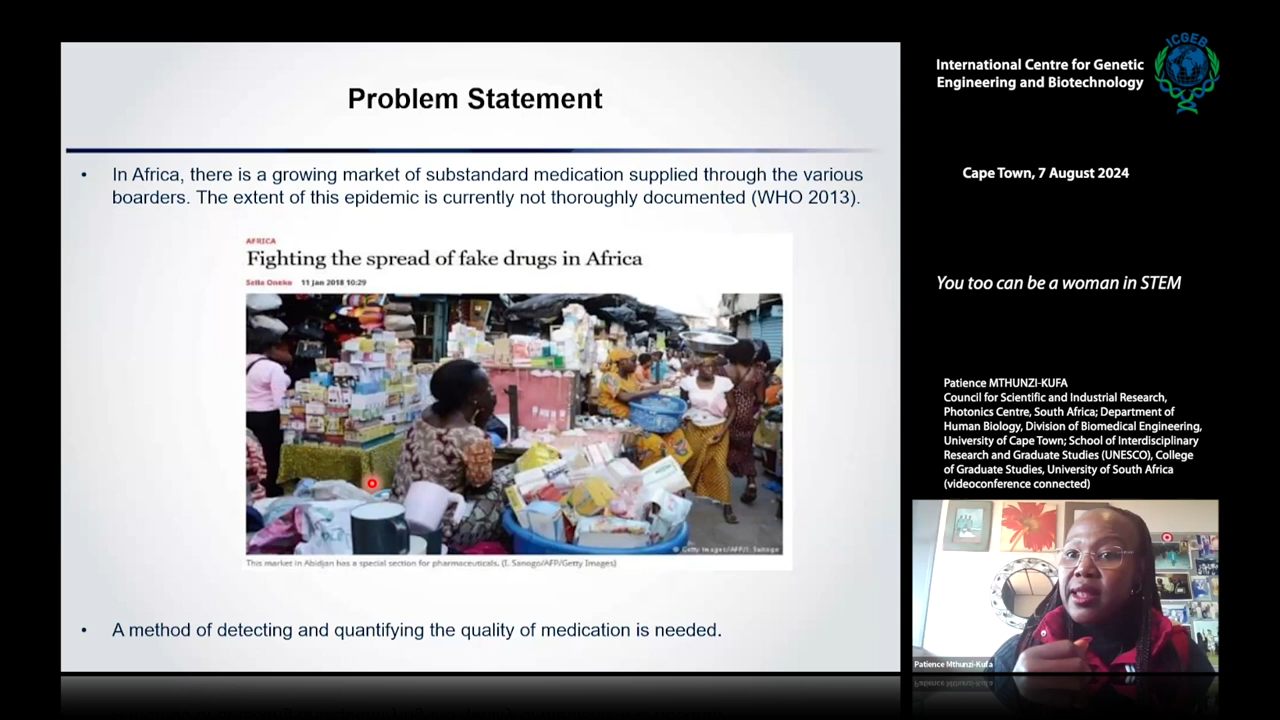 Problem Statement
• In Africa, there is a growing market of substandard medication supplied through the various
boarders. The extent of this epidemic is currently not thoroughly documented (WHO 2013).
AFRICA
Fighting the spread of fake drugs in Africa
Sella Oneko 11 Jan 2018 10:29
© Getty Images/AFP/I. Sanogo
This market in Abidjan has a special section for pharmaceuticals. (I. Sanogo/AFP/Getty Images)
• A method of detecting and quantifying the quality of medication is needed.
International Centre for Genetic
Engineering and Biotechnology
ICGEB
Cape Town, 7 August 2024
You too can be a woman in STEM
Patience MTHUNZI-KUFA
Council for Scientific and Industrial Research,
Photonics Centre, South Africa; Department of
Human Biology, Division of Biomedical Engineering,
University of Cape Town; School of Interdisciplinary
Research and Graduate Studies (UNESCO), College
of Graduate Studies, University of South Africa
(videoconference connected)
Patience Mthunzi-Kufa